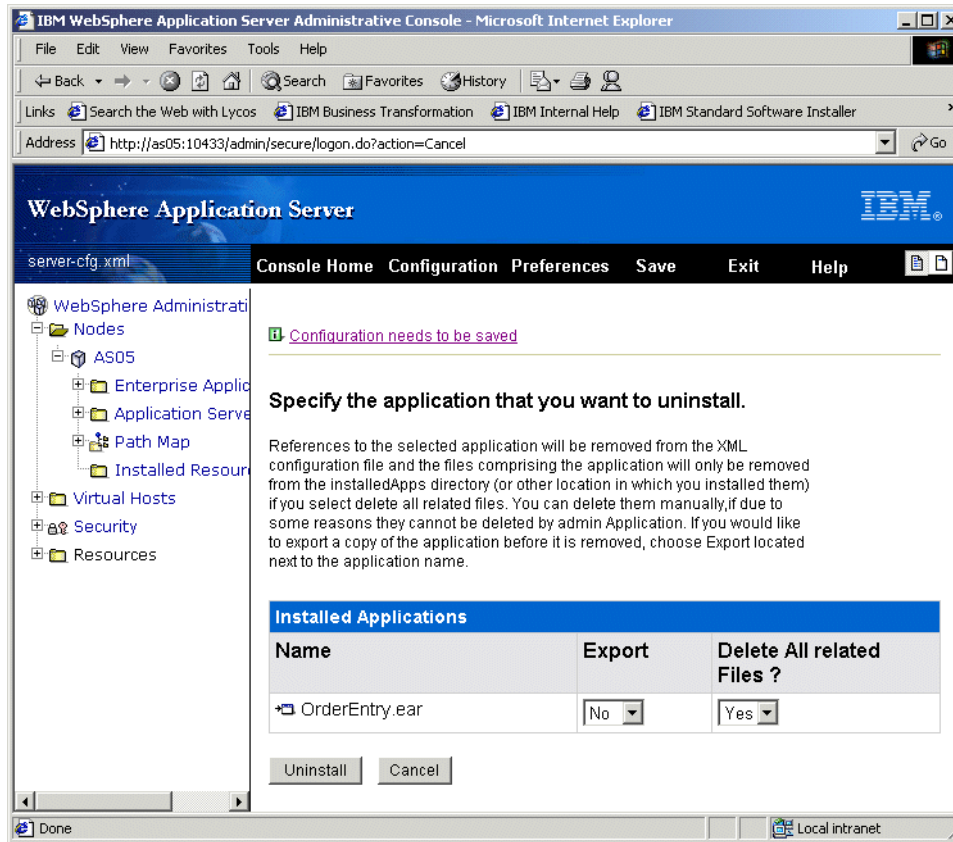 IBM WebSphere Application Server Administrative Console - Microsoft Internet Explorer
File Edit View Favorites Tools Help
Back Search Favorites History
Links Search the Web with Lycos IBM Business Transformation IBM Internal Help IBM Standard Software Installer
Address http://as05:10433/admin/secure/logon.do?action=Cancel Go
WebSphere Application Server IBM®
server-cfg.xml Console Home Configuration Preferences Save Exit Help
WebSphere Administrati
Nodes
AS05
Enterprise Applic
Application Serve
Path Map
Installed Resour
Virtual Hosts
Security
Resources
Configuration needs to be saved
Specify the application that you want to uninstall.
References to the selected application will be removed from the XML
configuration file and the files comprising the application will only be removed
from the installedApps directory (or other location in which you installed them)
if you select delete all related files. You can delete them manually,if due to
some reasons they cannot be deleted by admin Application. If you would like
to export a copy of the application before it is removed, choose Export located
next to the application name.
Installed Applications
Name Export Delete All related
Files ?
OrderEntry.ear No Yes
Uninstall Cancel
Done Local intranet